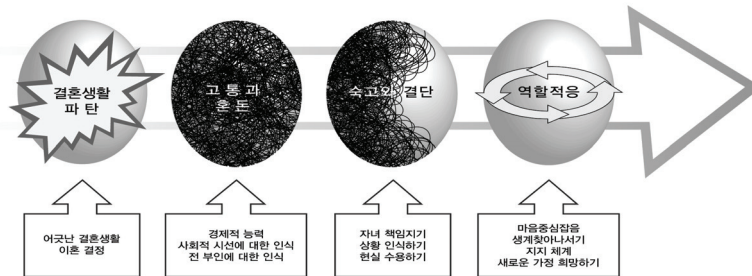 결혼생활
파 탄
고 통 과
혼 돈
숙고와 결단
역할적응
어긋난 결혼생활
이혼 결정
경제적 능력
사회적 시선에 대한 인식
전 부인에 대한 인식
자녀 책임지기
상황 인식하기
현실 수용하기
마음중심잡음
생계찾아나서기
지지 체계
새로운 가정 희망하기